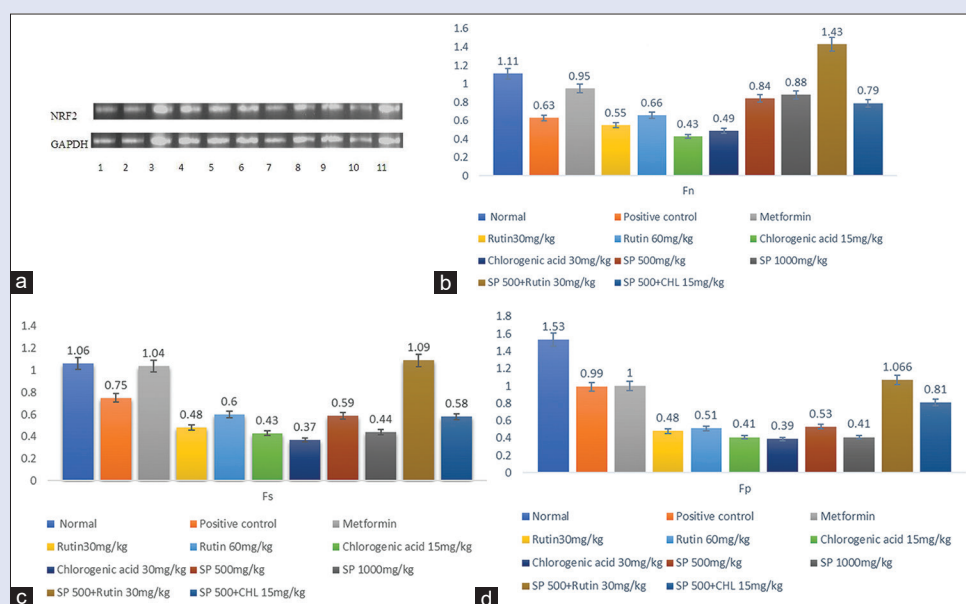 NRF2
GAPDH
1 2 3 4 5 6 7 8 9 10 11
a
1.6
1.4
1.2
1
0.8
0.6
0.4
0.2
0
1.11
0.63
0.95
0.55
0.66
0.43
0.49
0.84
0.88
1.43
0.79
Fn
Normal Positive control Metformin
Rutin30mg/kg Rutin 60mg/kg Chlorogenic acid 15mg/kg
Chlorogenic acid 30mg/kg SP 500mg/kg SP 1000mg/kg
SP 500+Rutin 30mg/kg SP 500+CHL 15mg/kg
b
1.4
1.2
1
0.8
0.6
0.4
0.2
0
1.06
0.75
1.04
0.48
0.6
0.43
0.37
0.59
0.44
1.09
0.58
Fs
Normal Positive control Metformin
Rutin30mg/kg Rutin 60mg/kg Chlorogenic acid 15mg/kg
Chlorogenic acid 30mg/kg SP 500mg/kg SP 1000mg/kg
SP 500+Rutin 30mg/kg SP 500+CHL 15mg/kg
c
1.8
1.6
1.4
1.2
1
0.8
0.6
0.4
0.2
0
1.53
0.99
1
0.48
0.51
0.41
0.39
0.53
0.41
1.066
0.81
Fp
Normal Positive control Metformin
Rutin30mg/kg Rutin 60mg/kg Chlorogenic acid 15mg/kg
Chlorogenic acid 30mg/kg SP 500mg/kg SP 1000mg/kg
SP 500+Rutin 30mg/kg SP 500+CHL 15mg/kg
d